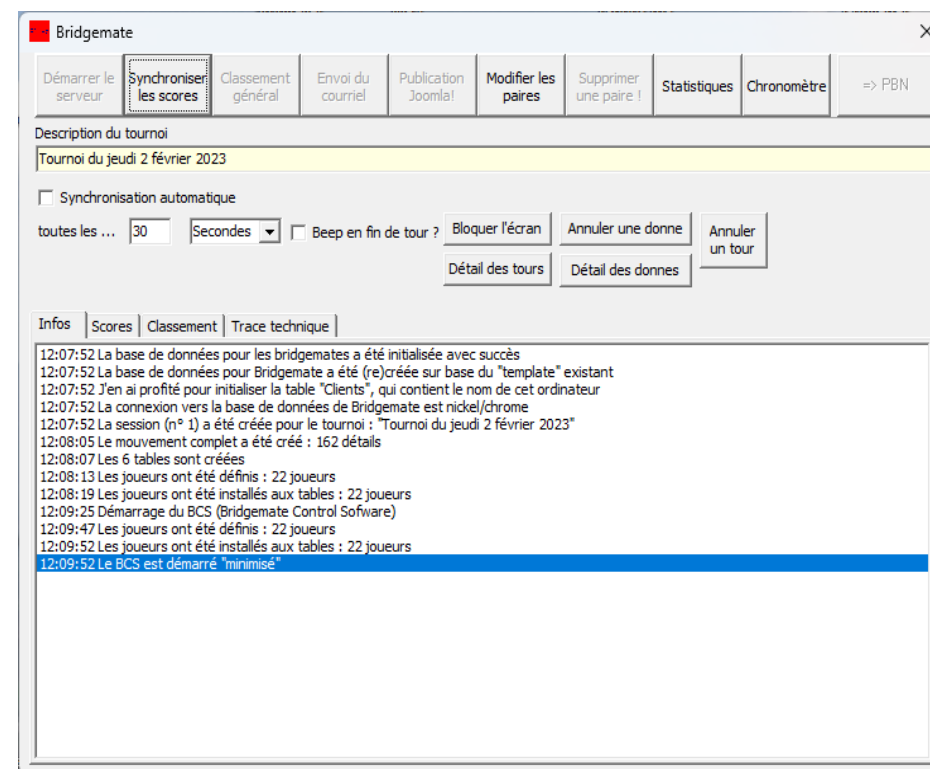 Bridgemate
Démarrer le serveur
Synchroniser les scores
Classement général
Envoi du courriel
Publication Joomla!
Modifier les paires
Supprimer une paire !
Statistiques
Chronomètre
=> PBN
Description du tournoi
Tournoi du jeudi 2 février 2023
Synchronisation automatique
toutes les ... 30 Secondes Beep en fin de tour ?
Bloquer l'écran
Annuler une donne
Annuler un tour
Détail des tours
Détail des donnes
Infos Scores Classement Trace technique
12:07:52 La base de données pour les bridgemates a été initialisée avec succès
12:07:52 La base de données pour Bridgemate a été (re)créée sur base du "template" existant
12:07:52 J'en ai profité pour initialiser la table "Clients", qui contient le nom de cet ordinateur
12:07:52 La connexion vers la base de données de Bridgemate est nickel/chrome
12:07:52 La session (n° 1) a été créée pour le tournoi : "Tournoi du jeudi 2 février 2023"
12:08:05 Le mouvement complet a été créé : 162 détails
12:08:07 Les 6 tables sont créées
12:08:13 Les joueurs ont été définis : 22 joueurs
12:08:19 Les joueurs ont été installés aux tables : 22 joueurs
12:09:25 Démarrage du BCS (Bridgemate Control Sofware)
12:09:47 Les joueurs ont été définis : 22 joueurs
12:09:52 Les joueurs ont été installés aux tables : 22 joueurs
12:09:52 Le BCS est démarré "minimisé"